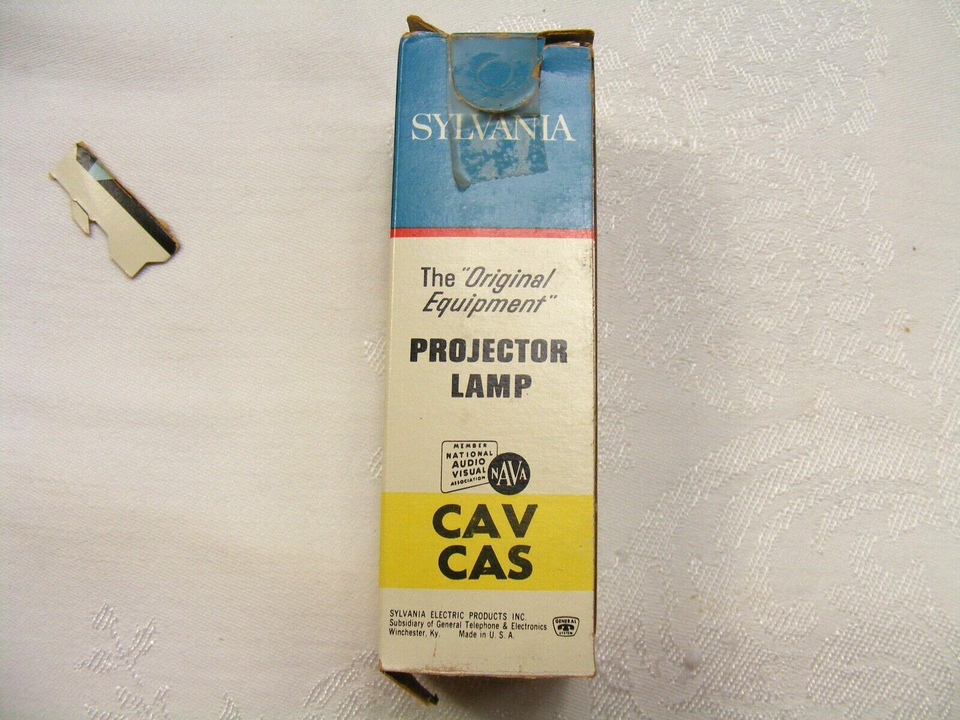 SYLVANIA
The "Original
Equipment"
PROJECTOR
LAMP
MEMBER
NATIONAL
AUDIO
VISUAL
ASSOCIATION
NAVA
CAV
CAS
SYLVANIA ELECTRIC PRODUCTS INC.
Subsidiary of General Telephone & Electronics
Winchester, Ky. Made in U. S. A.
GENERAL
SYSTEM